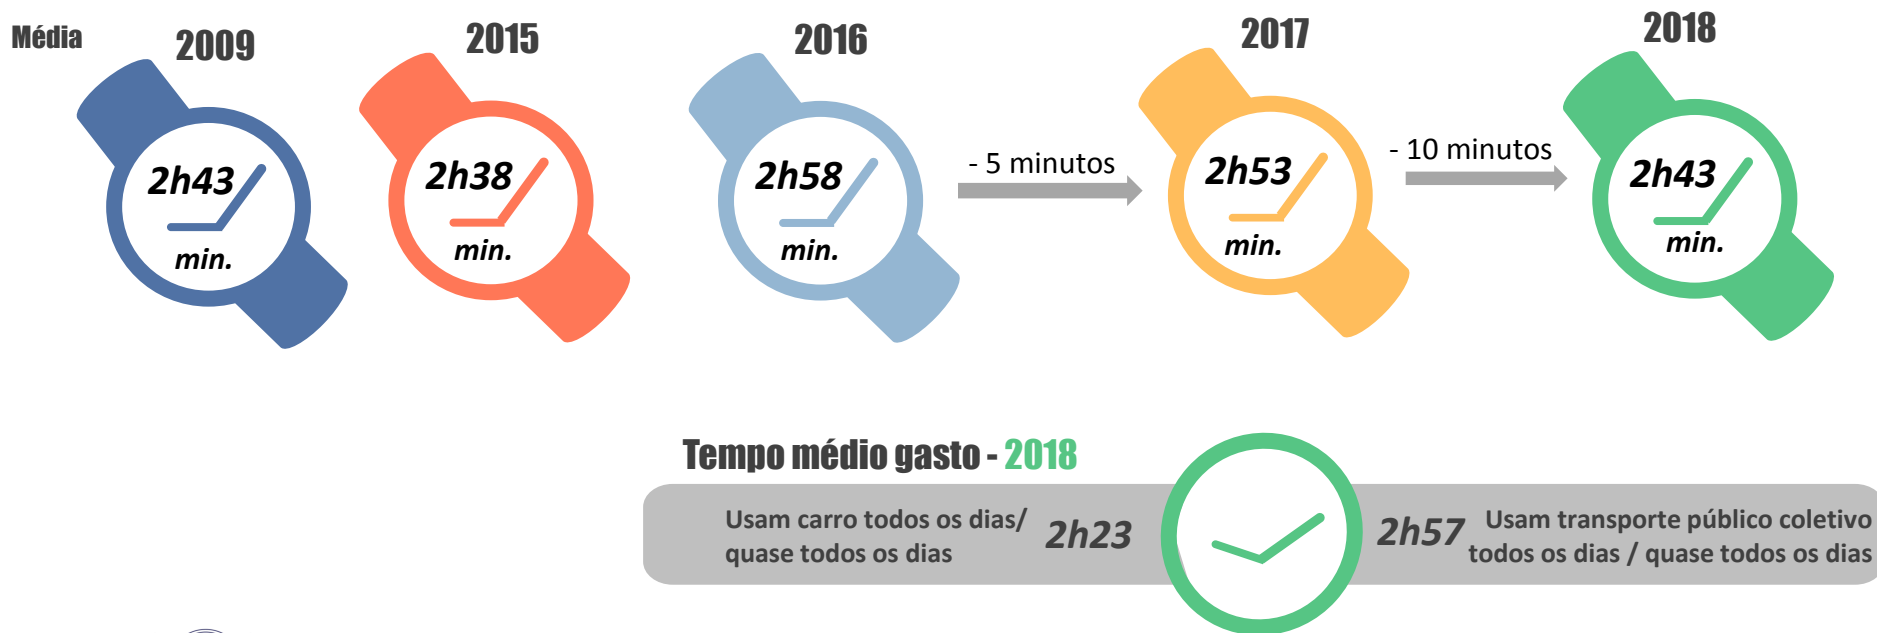 Média
2009
2015
2016
2017
2018
2h43
min.
2h38
min.
2h58
min.
- 5 minutos
2h53
min.
- 10 minutos
2h43
min.
Tempo médio gasto - 2018
Usam carro todos os dias/
quase todos os dias
2h23
2h57
Usam transporte público coletivo
todos os dias / quase todos os dias